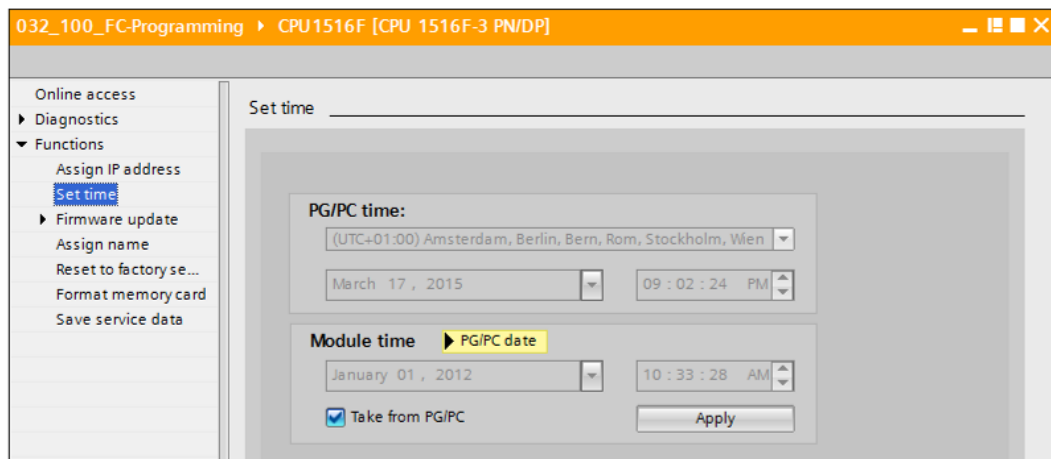 032_100_FC-Programming ▸ CPU1516F [CPU 1516F-3 PN/DP]
Online access
Diagnostics
Functions
Assign IP address
Set time
Firmware update
Assign name
Reset to factory se...
Format memory card
Save service data
Set time
PG/PC time:
(UTC+01:00) Amsterdam, Berlin, Bern, Rom, Stockholm, Wien
March 17 , 2015 09 : 02 : 24 PM
Module time PG/PC date
January 01 , 2012 10 : 33 : 28 AM
Take from PG/PC Apply